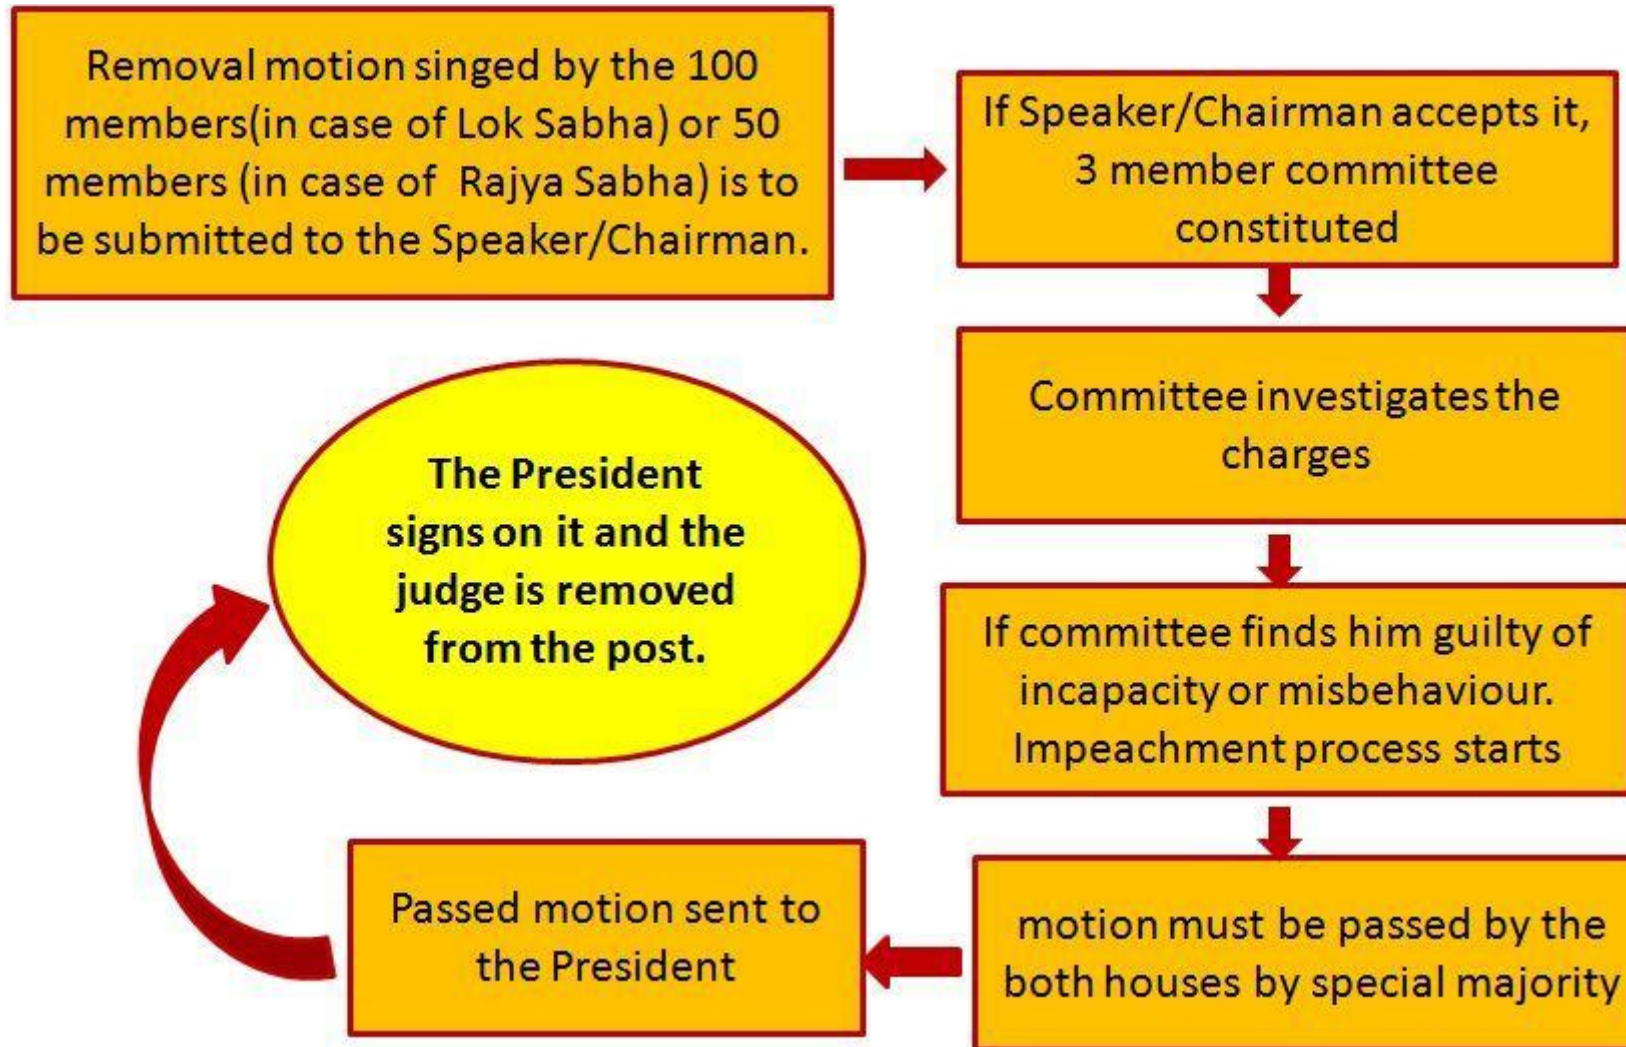 Removal motion singed by the 100
members(in case of Lok Sabha) or 50
members (in case of Rajya Sabha) is to
be submitted to the Speaker/Chairman.
If Speaker/Chairman accepts it,
3 member committee
constituted
Committee investigates the
charges
If committee finds him guilty of
incapacity or misbehaviour.
Impeachment process starts
motion must be passed by the
both houses by special majority
Passed motion sent to
the President
The President
signs on it and the
judge is removed
from the post.